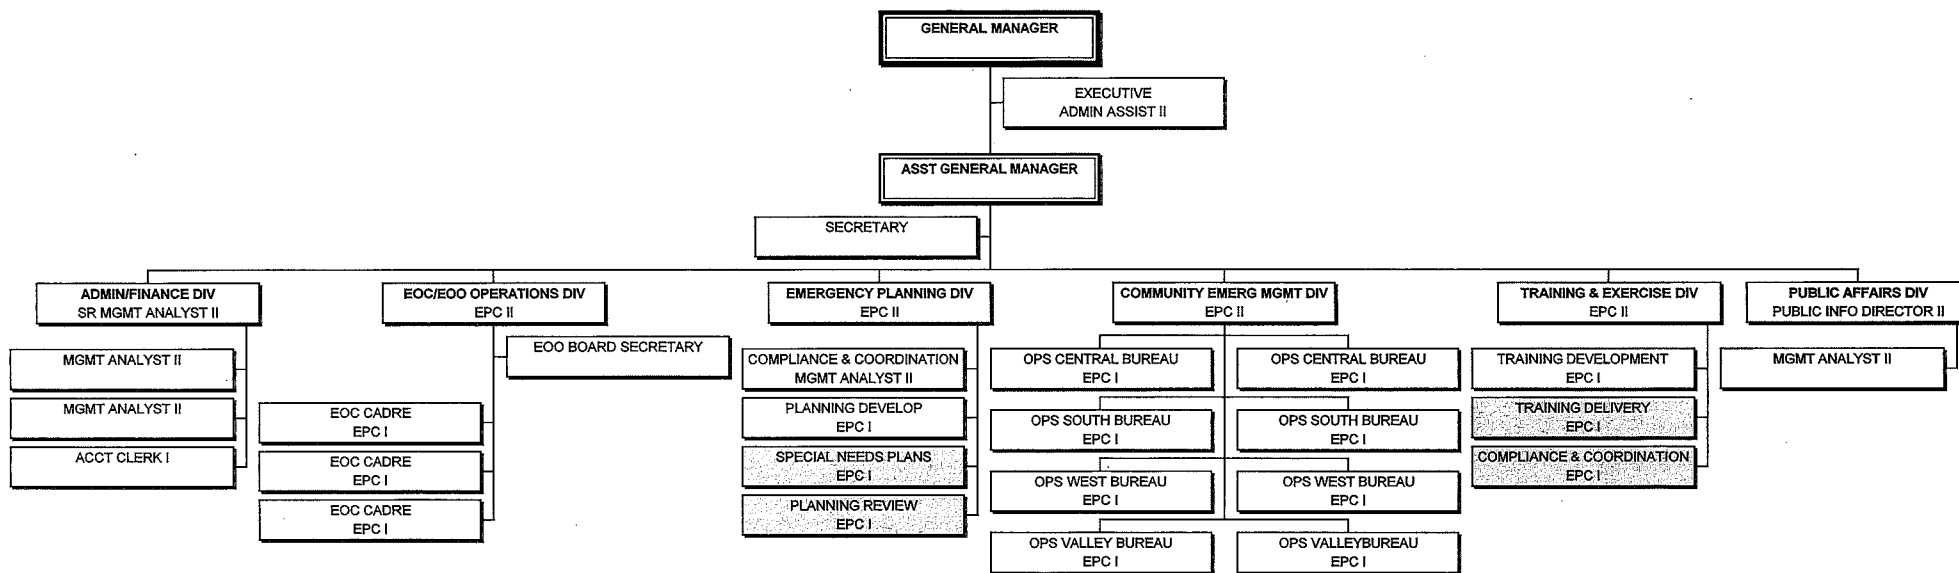 GENERAL MANAGER
EXECUTIVE
ADMIN ASSIST II
ASST GENERAL MANAGER
SECRETARY
ADMIN/FINANCE DIV
SR MGMT ANALYST II
MGMT ANALYST II
MGMT ANALYST II
ACCT CLERK I
EOC/EOO OPERATIONS DIV
EPC II
EOO BOARD SECRETARY
EOC CADRE
EPC I
EOC CADRE
EPC I
EOC CADRE
EPC I
EMERGENCY PLANNING DIV
EPC II
COMPLIANCE & COORDINATION
MGMT ANALYST II
PLANNING DEVELOP
EPC I
SPECIAL NEEDS PLANS
EPC I
PLANNING REVIEW
EPC I
COMMUNITY EMERG MGMT DIV
EPC II
OPS CENTRAL BUREAU
EPC I
OPS CENTRAL BUREAU
EPC I
OPS SOUTH BUREAU
EPC I
OPS SOUTH BUREAU
EPC I
OPS WEST BUREAU
EPC I
OPS WEST BUREAU
EPC I
OPS VALLEY BUREAU
EPC I
OPS VALLEYBUREAU
EPC I
TRAINING & EXERCISE DIV
EPC II
TRAINING DEVELOPMENT
EPC I
TRAINING DELIVERY
EPC I
COMPLIANCE & COORDINATION
EPC I
PUBLIC AFFAIRS DIV
PUBLIC INFO DIRECTOR II
MGMT ANALYST II